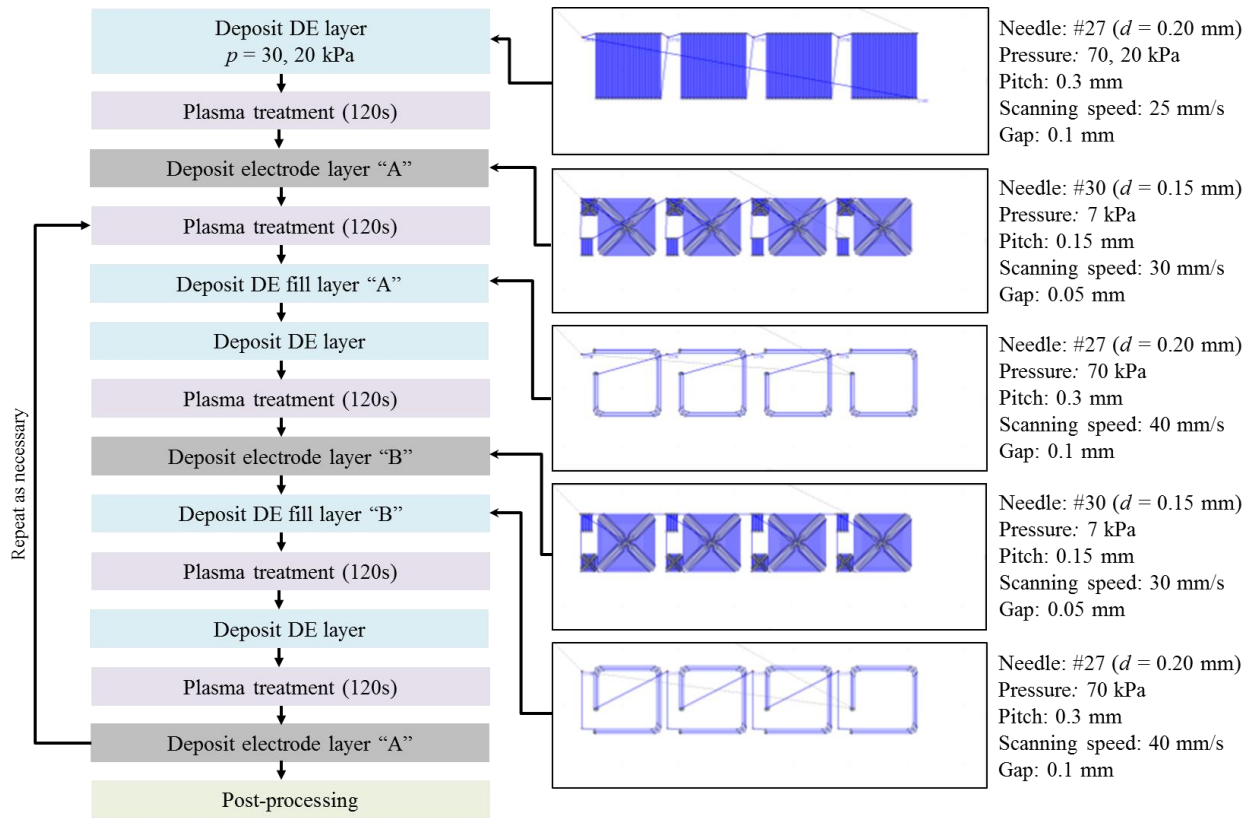 Deposit DE layer
p = 30, 20 kPa
Plasma treatment (120s)
Deposit electrode layer “A”
Plasma treatment (120s)
Deposit DE fill layer “A”
Deposit DE layer
Plasma treatment (120s)
Deposit electrode layer “B”
Deposit DE fill layer “B”
Plasma treatment (120s)
Deposit DE layer
Plasma treatment (120s)
Deposit electrode layer “A”
Post-processing
Repeat as necessary
Needle: #27 (d = 0.20 mm)
Pressure: 70, 20 kPa
Pitch: 0.3 mm
Scanning speed: 25 mm/s
Gap: 0.1 mm
Needle: #30 (d = 0.15 mm)
Pressure: 7 kPa
Pitch: 0.15 mm
Scanning speed: 30 mm/s
Gap: 0.05 mm
Needle: #27 (d = 0.20 mm)
Pressure: 70 kPa
Pitch: 0.3 mm
Scanning speed: 40 mm/s
Gap: 0.1 mm
Needle: #30 (d = 0.15 mm)
Pressure: 7 kPa
Pitch: 0.15 mm
Scanning speed: 30 mm/s
Gap: 0.05 mm
Needle: #27 (d = 0.20 mm)
Pressure: 70 kPa
Pitch: 0.3 mm
Scanning speed: 40 mm/s
Gap: 0.1 mm